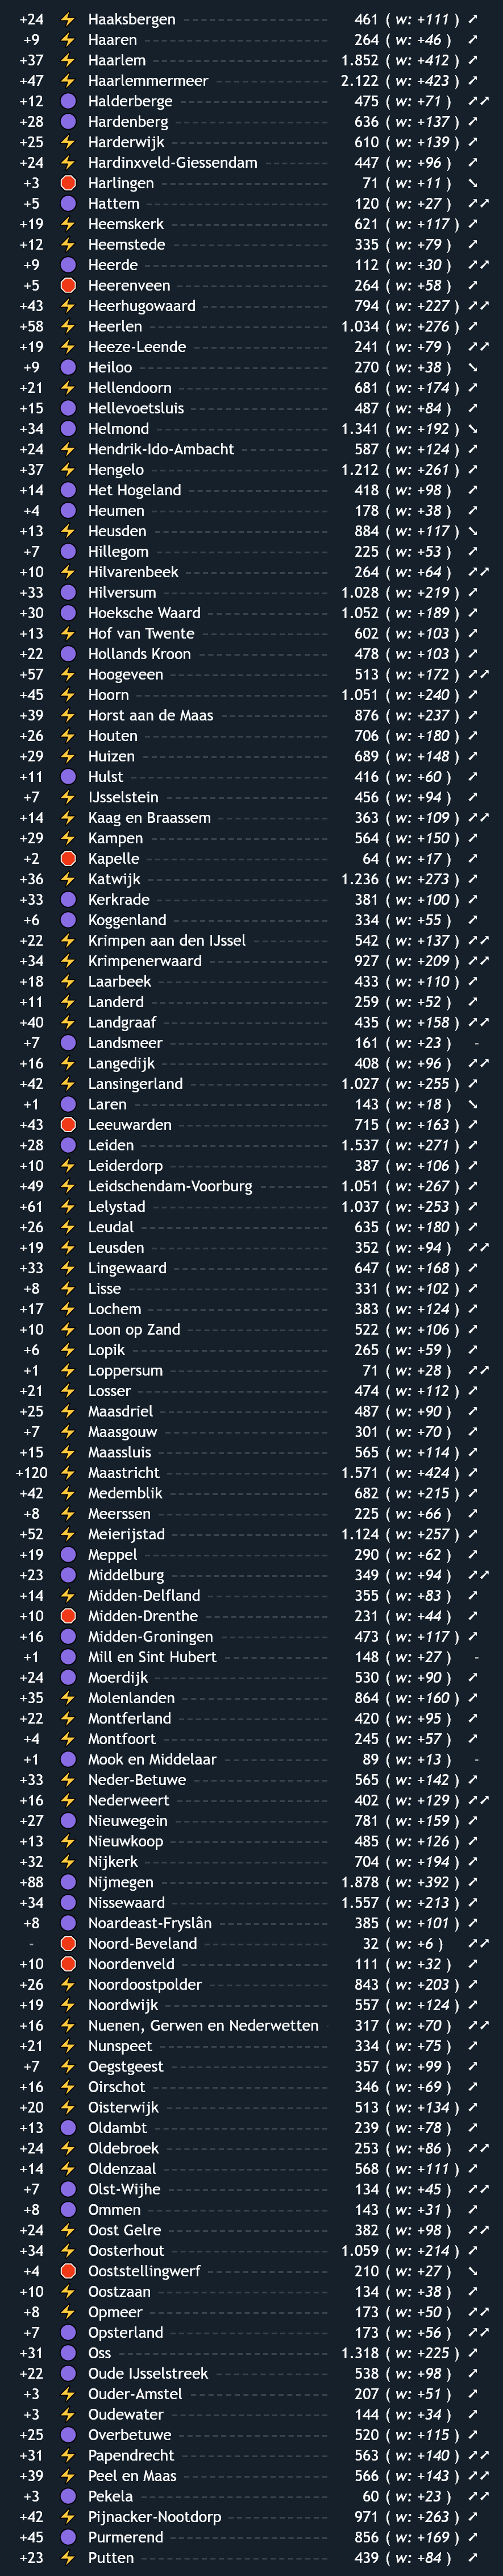 +24 Haaksbergen 461 ( w: +111 )
+9 Haaren 264 ( w: +46 )
+37 Haarlem 1.852 ( w: +412 )
+47 Haarlemmermeer 2.122 ( w: +423 )
+12 Halderberge 475 ( w: +71 )
+28 Hardenberg 636 ( w: +137 )
+25 Harderwijk 610 ( w: +139 )
+24 Hardinxveld-Giessendam 447 ( w: +96 )
+3 Harlingen 71 ( w: +11 )
+5 Hattem 120 ( w: +27 )
+19 Heemskerk 621 ( w: +117 )
+12 Heemstede 335 ( w: +79 )
+9 Heerde 112 ( w: +30 )
+5 Heerenveen 264 ( w: +58 )
+43 Heerhugowaard 794 ( w: +227 )
+58 Heerlen 1.034 ( w: +276 )
+19 Heeze-Leende 241 ( w: +79 )
+9 Heiloo 270 ( w: +38 )
+21 Hellendoorn 681 ( w: +174 )
+15 Hellevoetsluis 487 ( w: +84 )
+34 Helmond 1.341 ( w: +192 )
+24 Hendrik-Ido-Ambacht 587 ( w: +124 )
+37 Hengelo 1.212 ( w: +261 )
+14 Het Hogeland 418 ( w: +98 )
+4 Heumen 178 ( w: +38 )
+13 Heusden 884 ( w: +117 )
+7 Hillegom 225 ( w: +53 )
+10 Hilvarenbeek 264 ( w: +64 )
+33 Hilversum 1.028 ( w: +219 )
+30 Hoeksche Waard 1.052 ( w: +189 )
+13 Hof van Twente 602 ( w: +103 )
+22 Hollands Kroon 478 ( w: +103 )
+57 Hoogeveen 513 ( w: +172 )
+45 Hoorn 1.051 ( w: +240 )
+39 Horst aan de Maas 876 ( w: +237 )
+26 Houten 706 ( w: +180 )
+29 Huizen 689 ( w: +148 )
+11 Hulst 416 ( w: +60 )
+7 IJsselstein 456 ( w: +94 )
+14 Kaag en Braassem 363 ( w: +109 )
+29 Kampen 564 ( w: +150 )
+2 Kapelle 64 ( w: +17 )
+36 Katwijk 1.236 ( w: +273 )
+33 Kerkrade 381 ( w: +100 )
+6 Koggenland 334 ( w: +55 )
+22 Krimpen aan den IJssel 542 ( w: +137 )
+34 Krimpenerwaard 927 ( w: +209 )
+18 Laarbeek 433 ( w: +110 )
+11 Landerd 259 ( w: +52 )
+40 Landgraaf 435 ( w: +158 )
+7 Landsmeer 161 ( w: +23 ) -
+16 Langedijk 408 ( w: +96 )
+42 Lansingerland 1.027 ( w: +255 )
+1 Laren 143 ( w: +18 )
+43 Leeuwarden 715 ( w: +163 )
+28 Leiden 1.537 ( w: +271 )
+10 Leiderdorp 387 ( w: +106 )
+49 Leidschendam-Voorburg 1.051 ( w: +267 )
+61 Lelystad 1.037 ( w: +253 )
+26 Leudal 635 ( w: +180 )
+19 Leusden 352 ( w: +94 )
+33 Lingewaard 647 ( w: +168 )
+8 Lisse 331 ( w: +102 )
+17 Lochem 383 ( w: +124 )
+10 Loon op Zand 522 ( w: +106 )
+6 Lopik 265 ( w: +59 )
+1 Loppersum 71 ( w: +28 )
+21 Losser 474 ( w: +112 )
+25 Maasdriel 487 ( w: +90 )
+7 Maasgouw 301 ( w: +70 )
+15 Maassluis 565 ( w: +114 )
+120 Maastricht 1.571 ( w: +424 )
+42 Medemblik 682 ( w: +215 )
+8 Meerssen 225 ( w: +66 )
+52 Meierijstad 1.124 ( w: +257 )
+19 Meppel 290 ( w: +62 )
+23 Middelburg 349 ( w: +94 )
+14 Midden-Delfland 355 ( w: +83 )
+10 Midden-Drenthe 231 ( w: +44 )
+16 Midden-Groningen 473 ( w: +117 )
+1 Mill en Sint Hubert 148 ( w: +27 ) -
+24 Moerdijk 530 ( w: +90 )
+35 Molenlanden 864 ( w: +160 )
+22 Montferland 420 ( w: +95 )
+4 Montfoort 245 ( w: +57 )
+1 Mook en Middelaar 89 ( w: +13 ) -
+33 Neder-Betuwe 565 ( w: +142 )
+16 Nederweert 402 ( w: +129 )
+27 Nieuwegein 781 ( w: +159 )
+13 Nieuwkoop 485 ( w: +126 )
+32 Nijkerk 704 ( w: +194 )
+88 Nijmegen 1.878 ( w: +392 )
+34 Nissewaard 1.557 ( w: +213 )
+8 Noardeast-Fryslân 385 ( w: +101 )
- Noord-Beveland 32 ( w: +6 )
+10 Noordenveld 111 ( w: +32 )
+26 Noordoostpolder 843 ( w: +203 )
+19 Noordwijk 557 ( w: +124 )
+16 Nuenen, Gerwen en Nederwetten 317 ( w: +70 )
+21 Nunspeet 334 ( w: +75 )
+7 Oegstgeest 357 ( w: +99 )
+16 Oirschot 346 ( w: +69 )
+20 Oisterwijk 513 ( w: +134 )
+13 Oldambt 239 ( w: +78 )
+24 Oldebroek 253 ( w: +86 )
+14 Oldenzaal 568 ( w: +111 )
+7 Olst-Wijhe 134 ( w: +45 )
+8 Ommen 143 ( w: +31 )
+24 Oost Gelre 382 ( w: +98 )
+34 Oosterhout 1.059 ( w: +214 )
+4 Ooststellingwerf 210 ( w: +27 )
+10 Oostzaan 134 ( w: +38 )
+8 Opmeer 173 ( w: +50 )
+7 Opsterland 173 ( w: +56 )
+31 Oss 1.318 ( w: +225 )
+22 Oude IJsselstreek 538 ( w: +98 )
+3 Ouder-Amstel 207 ( w: +51 )
+3 Oudewater 144 ( w: +34 )
+25 Overbetuwe 520 ( w: +115 )
+31 Papendrecht 563 ( w: +140 )
+39 Peel en Maas 566 ( w: +143 )
+3 Pekela 60 ( w: +23 )
+42 Pijnacker-Nootdorp 971 ( w: +263 )
+45 Purmerend 856 ( w: +169 )
+23 Putten 439 ( w: +84 )